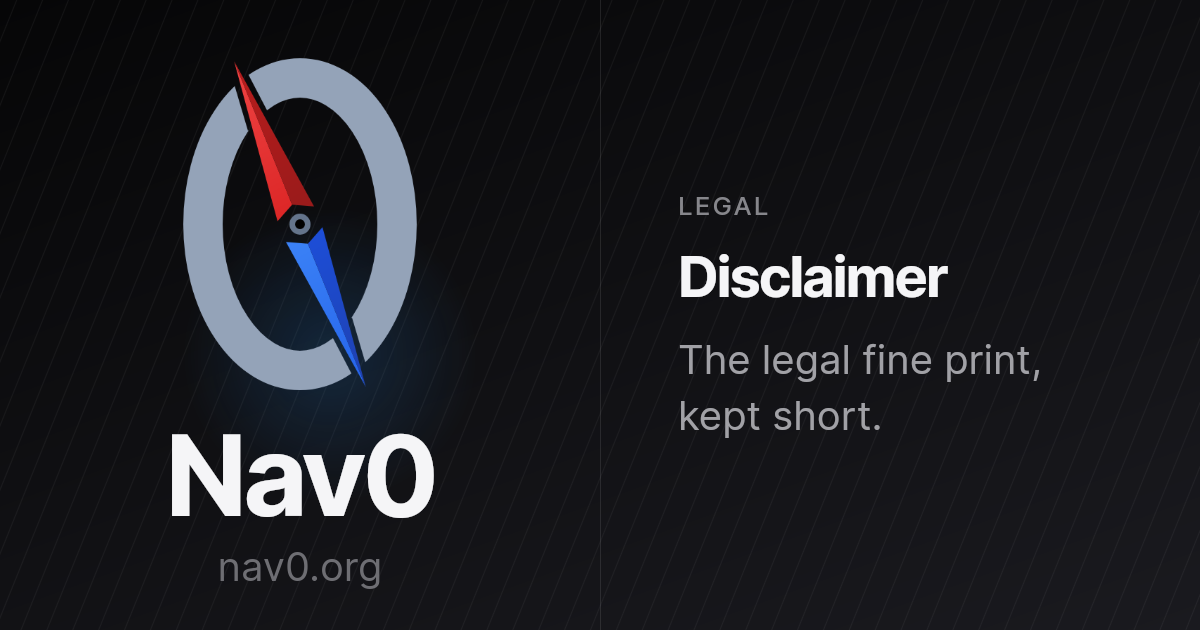 Nav0
nav0.org
LEGAL
Disclaimer
The legal fine print,
kept short.